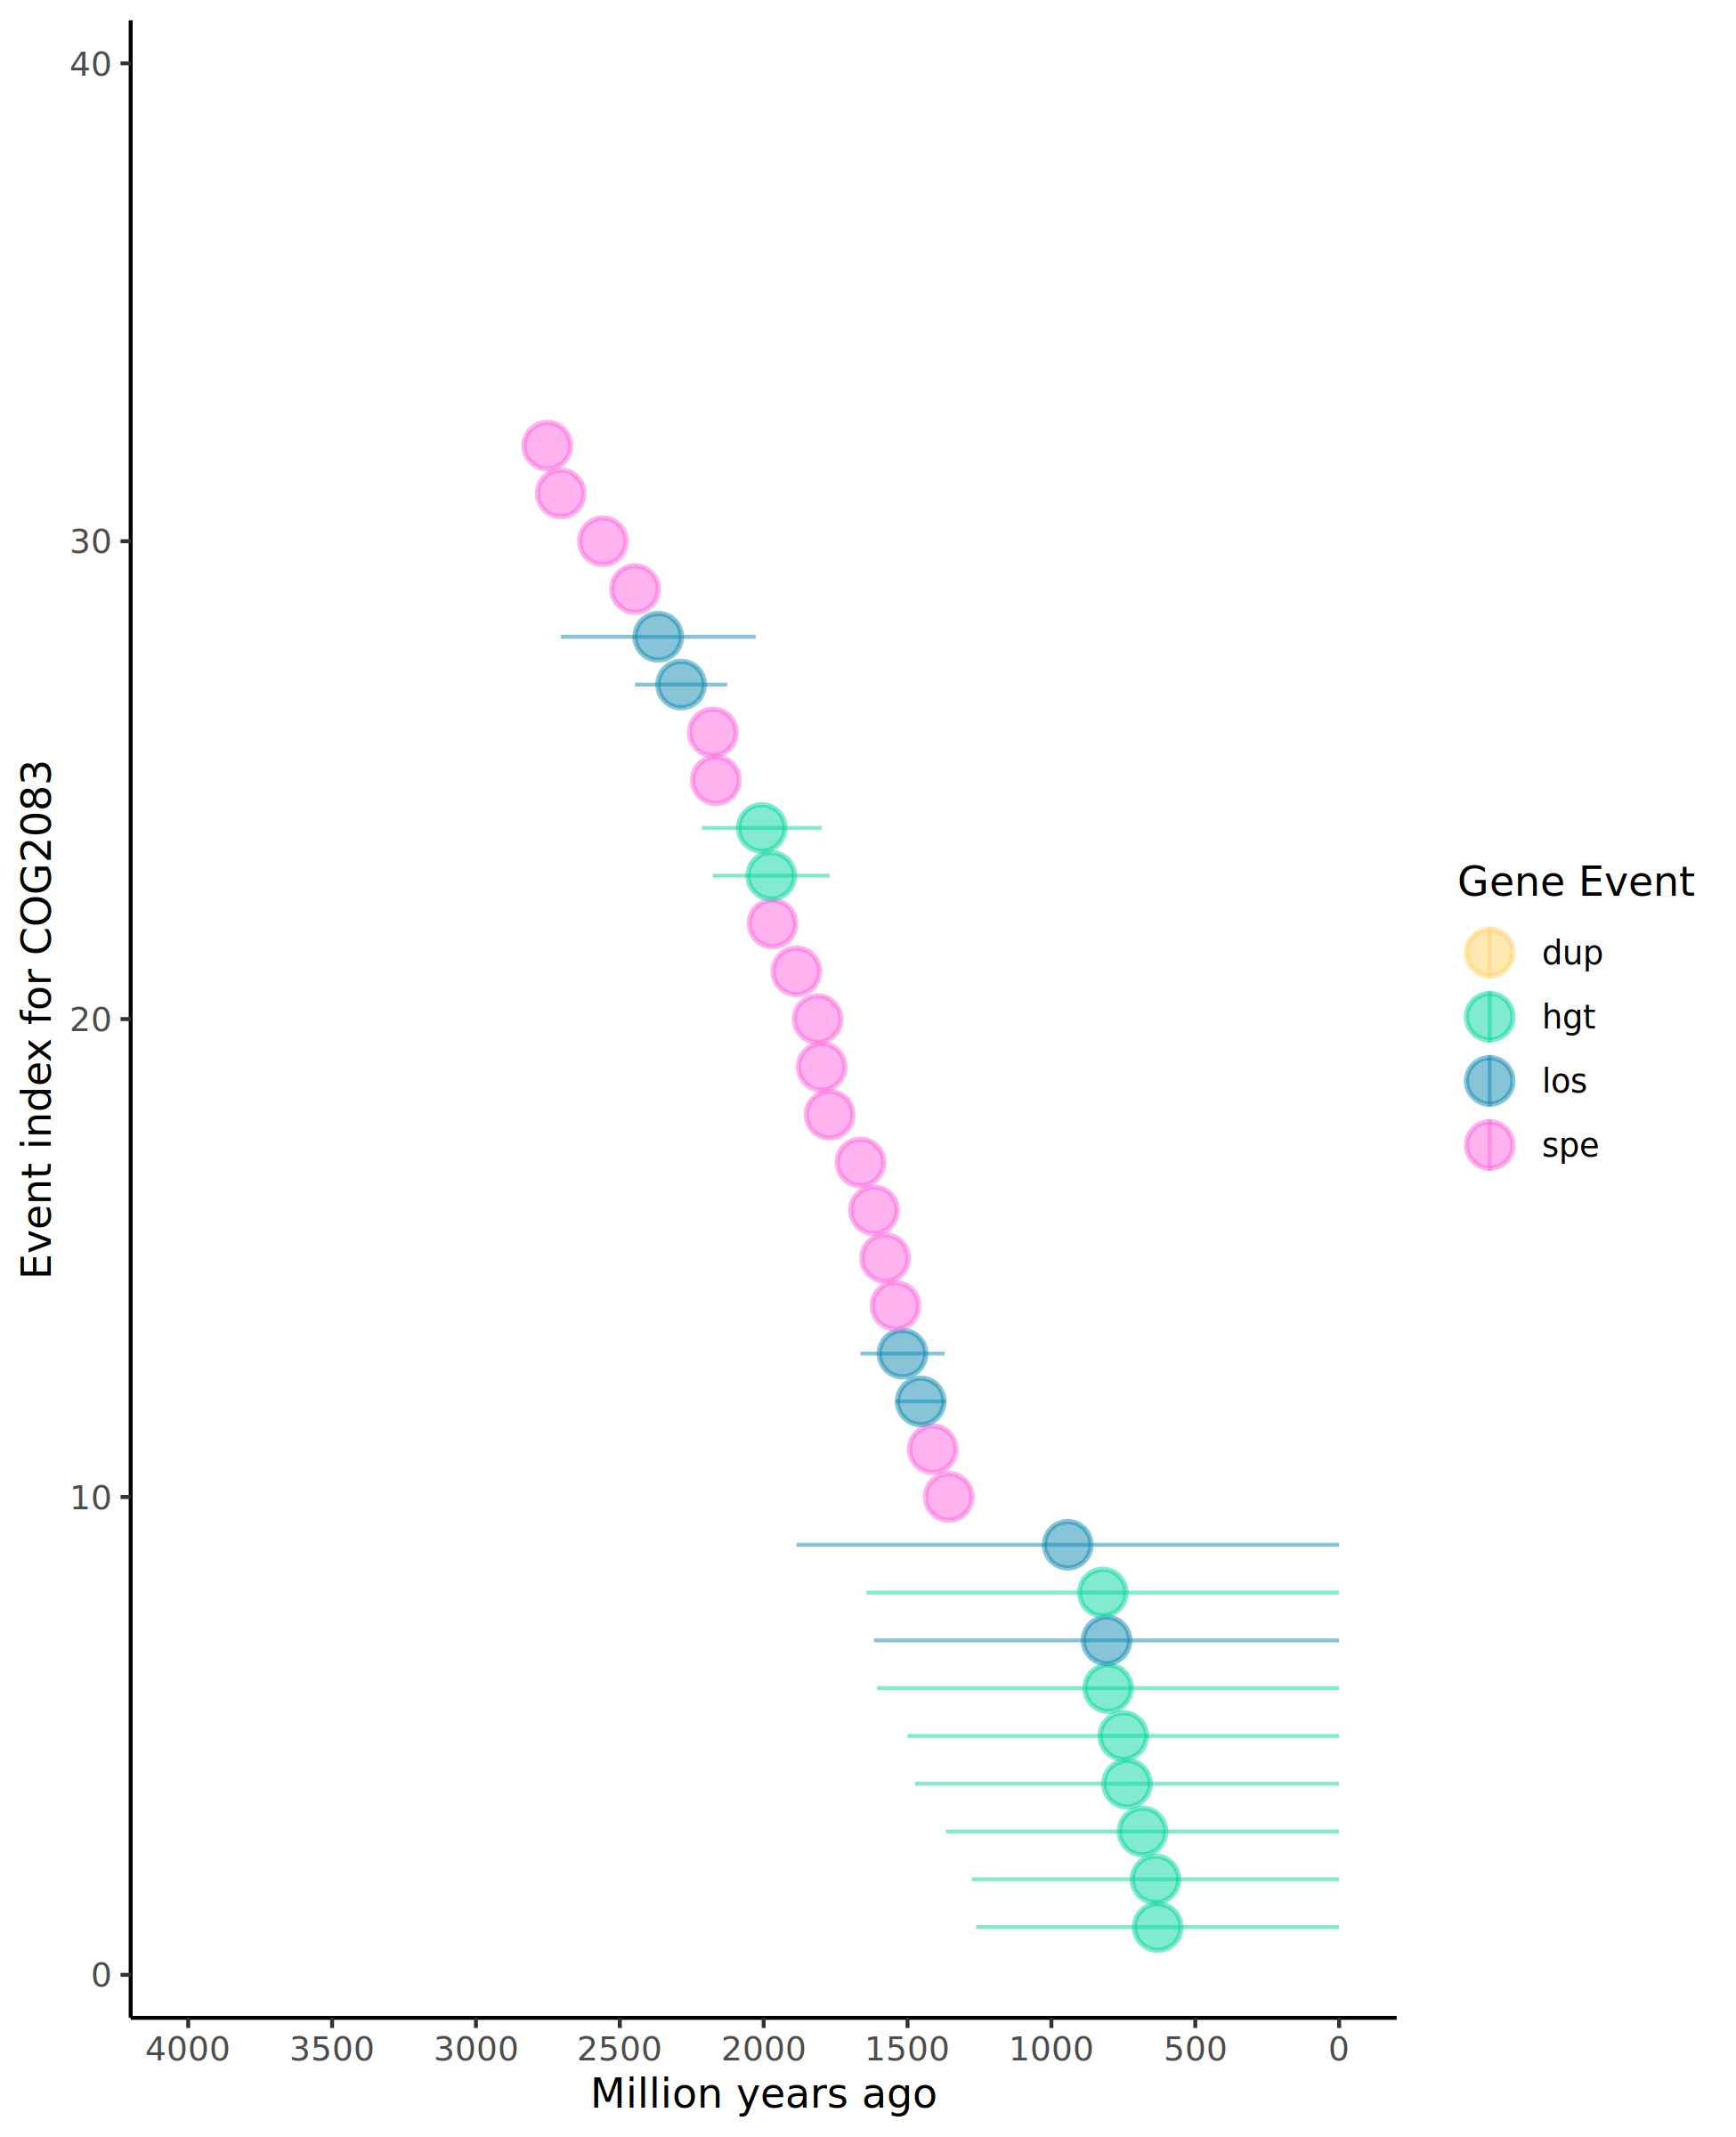 40
30
20
10
0
Event index for COG2083
4000 3500 3000 2500 2000 1500 1000 500 0
Million years ago
Gene Event
dup
hgt
los
spe